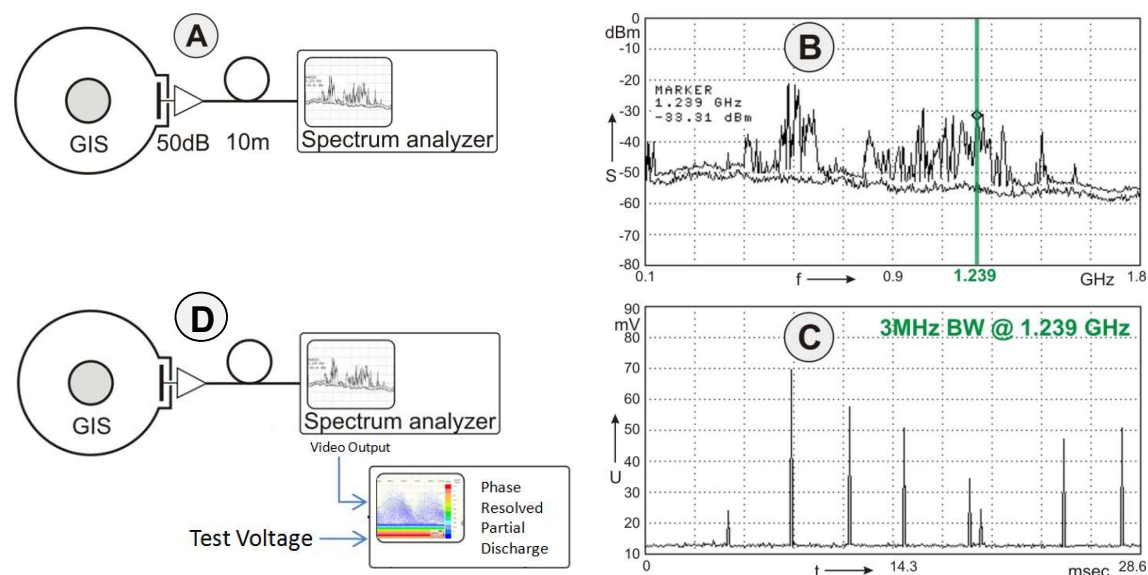 A
GIS
50dB
10m
Spectrum analyzer
B
0
dBm
-10
-20
-30
-40
S
-50
-60
-70
-80
MARKER
1.239 GHz
-33.31 dBm
0.1
f
0.9
1.239
GHz
1.8
D
GIS
Spectrum analyzer
Video Output
Test Voltage
Phase
Resolved
Partial
Discharge
C
3MHz BW @ 1.239 GHz
90
mV
80
70
60
50
U
40
30
20
10
0
t
14.3
msec
28.6